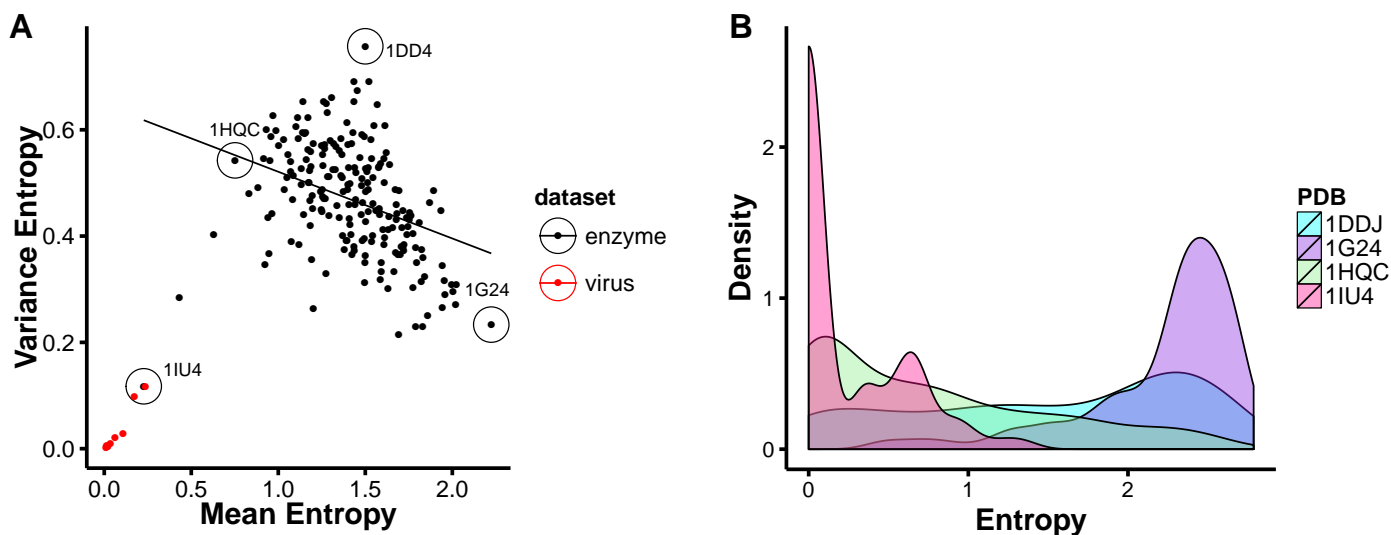 A
Variance Entropy
0.6
0.4
0.2
0.0
1DD4
1HQC
1G24
1IU4
0.0 0.5 1.0 1.5 2.0
Mean Entropy
dataset
enzyme
virus
B
Density
2
1
0
0 1 2
Entropy
PDB
1DDJ
1G24
1HQC
1IU4